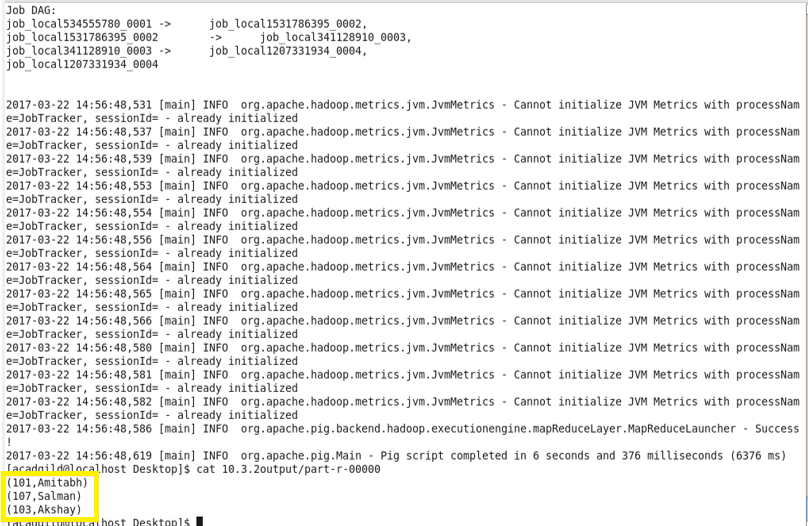 Job DAG:
job_local534555780_0001 ->      job_local1531786395_0002,
job_local1531786395_0002        ->      job_local341128910_0003,
job_local341128910_0003 ->      job_local1207331934_0004,
job_local1207331934_0004
2017-03-22 14:56:48,531 [main] INFO  org.apache.hadoop.metrics.jvm.JvmMetrics - Cannot initialize JVM Metrics with processNam
e=JobTracker, sessionId= - already initialized
2017-03-22 14:56:48,537 [main] INFO  org.apache.hadoop.metrics.jvm.JvmMetrics - Cannot initialize JVM Metrics with processNam
e=JobTracker, sessionId= - already initialized
2017-03-22 14:56:48,539 [main] INFO  org.apache.hadoop.metrics.jvm.JvmMetrics - Cannot initialize JVM Metrics with processNam
e=JobTracker, sessionId= - already initialized
2017-03-22 14:56:48,553 [main] INFO  org.apache.hadoop.metrics.jvm.JvmMetrics - Cannot initialize JVM Metrics with processNam
e=JobTracker, sessionId= - already initialized
2017-03-22 14:56:48,554 [main] INFO  org.apache.hadoop.metrics.jvm.JvmMetrics - Cannot initialize JVM Metrics with processNam
e=JobTracker, sessionId= - already initialized
2017-03-22 14:56:48,556 [main] INFO  org.apache.hadoop.metrics.jvm.JvmMetrics - Cannot initialize JVM Metrics with processNam
e=JobTracker, sessionId= - already initialized
2017-03-22 14:56:48,564 [main] INFO  org.apache.hadoop.metrics.jvm.JvmMetrics - Cannot initialize JVM Metrics with processNam
e=JobTracker, sessionId= - already initialized
2017-03-22 14:56:48,565 [main] INFO  org.apache.hadoop.metrics.jvm.JvmMetrics - Cannot initialize JVM Metrics with processNam
e=JobTracker, sessionId= - already initialized
2017-03-22 14:56:48,566 [main] INFO  org.apache.hadoop.metrics.jvm.JvmMetrics - Cannot initialize JVM Metrics with processNam
e=JobTracker, sessionId= - already initialized
2017-03-22 14:56:48,580 [main] INFO  org.apache.hadoop.metrics.jvm.JvmMetrics - Cannot initialize JVM Metrics with processNam
e=JobTracker, sessionId= - already initialized
2017-03-22 14:56:48,581 [main] INFO  org.apache.hadoop.metrics.jvm.JvmMetrics - Cannot initialize JVM Metrics with processNam
e=JobTracker, sessionId= - already initialized
2017-03-22 14:56:48,582 [main] INFO  org.apache.hadoop.metrics.jvm.JvmMetrics - Cannot initialize JVM Metrics with processNam
e=JobTracker, sessionId= - already initialized
2017-03-22 14:56:48,586 [main] INFO  org.apache.pig.backend.hadoop.executionengine.mapReduceLayer.MapReduceLauncher - Success
!
2017-03-22 14:56:48,619 [main] INFO  org.apache.pig.Main - Pig script completed in 6 seconds and 376 milliseconds (6376 ms)
[acadgild@localhost Desktop]$ cat 10.3.2output/part-r-00000
(101,Amitabh)
(107,Salman)
(103,Akshay)
[acadgild@localhost Desktop]$